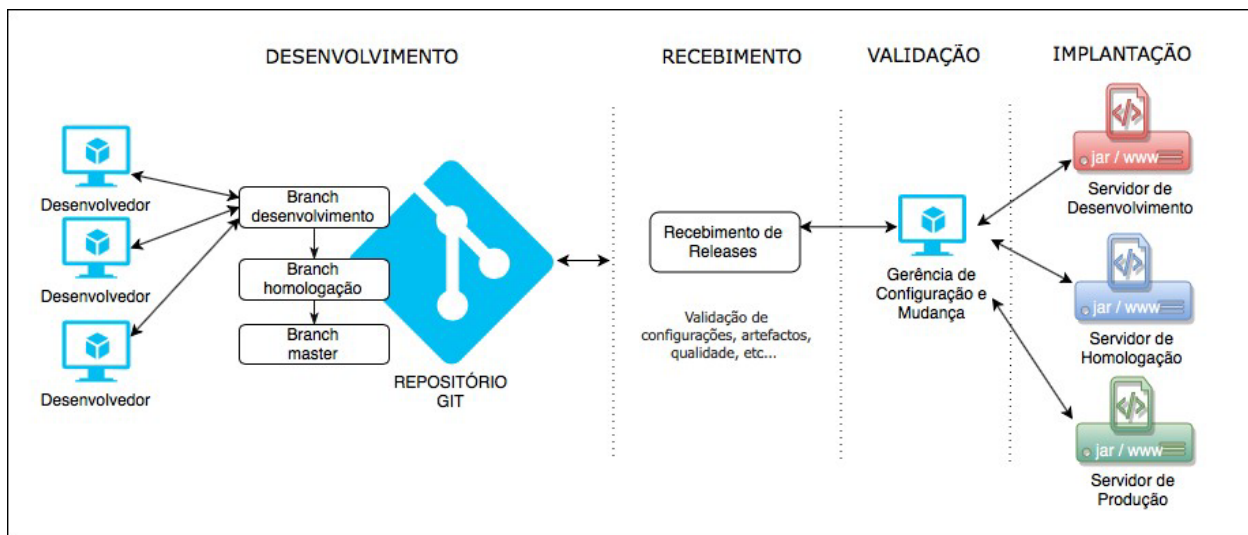 DESENVOLVIMENTO
RECEBIMENTO
VALIDAÇÃO
IMPLANTAÇÃO
Desenvolvedor
Desenvolvedor
Desenvolvedor
Branch
desenvolvimento
Branch
homologação
Branch
master
REPOSITÓRIO
GIT
Recebimento de
Releases
Validação de
configurações, artefactos,
qualidade, etc...
Gerência de
Configuração e
Mudança
jar / www
Servidor de
Desenvolvimento
jar / www
Servidor de
Homologação
jar / www
Servidor de
Produção